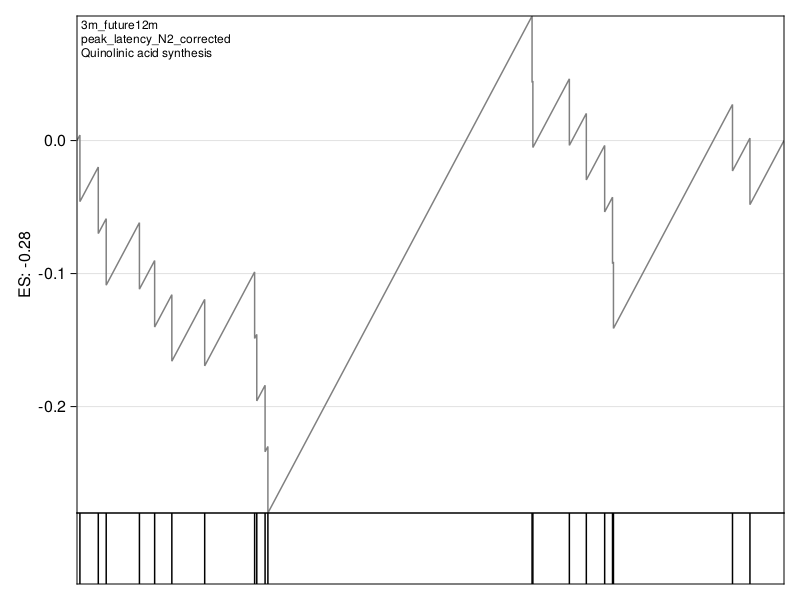 3m_future12m
peak_latency_N2_corrected
Quinolinic acid synthesis
0.0
-0.1
-0.2
ES: -0.28